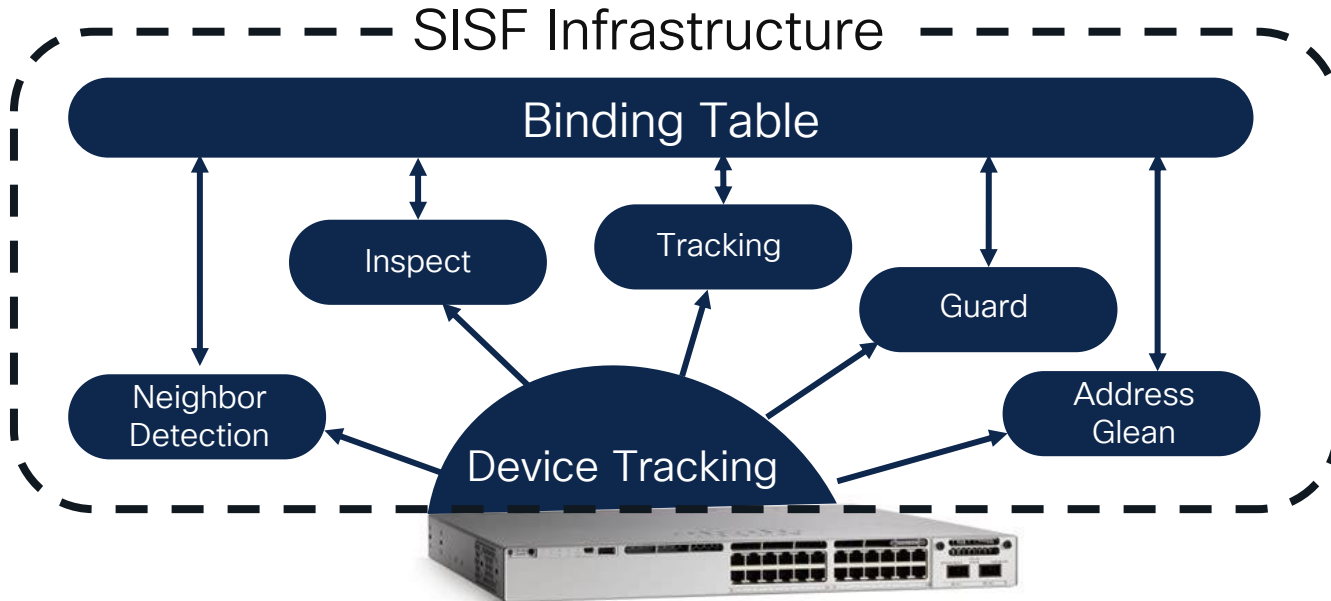 SISF Infrastructure
Binding Table
Inspect
Tracking
Guard
Neighbor
Detection
Address
Glean
Device Tracking